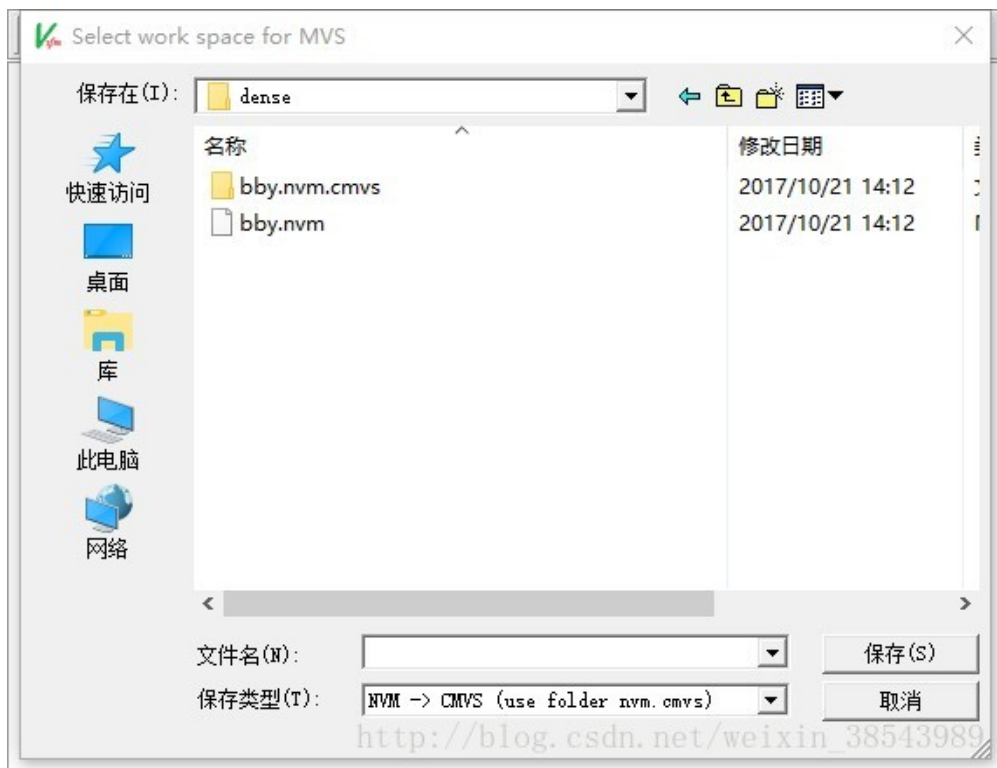 Vsfm Select work space for MVS
保存在(I):
dense
快速访问
桌面
库
此电脑
网络
名称
修改日期
bby.nvm.cmvs
2017/10/21 14:12
bby.nvm
2017/10/21 14:12
文件名(N):
保存(S)
保存类型(T):
NVM -> CMVS (use folder nvm.cmvs)
取消
http://blog.csdn.net/weixin_38543989